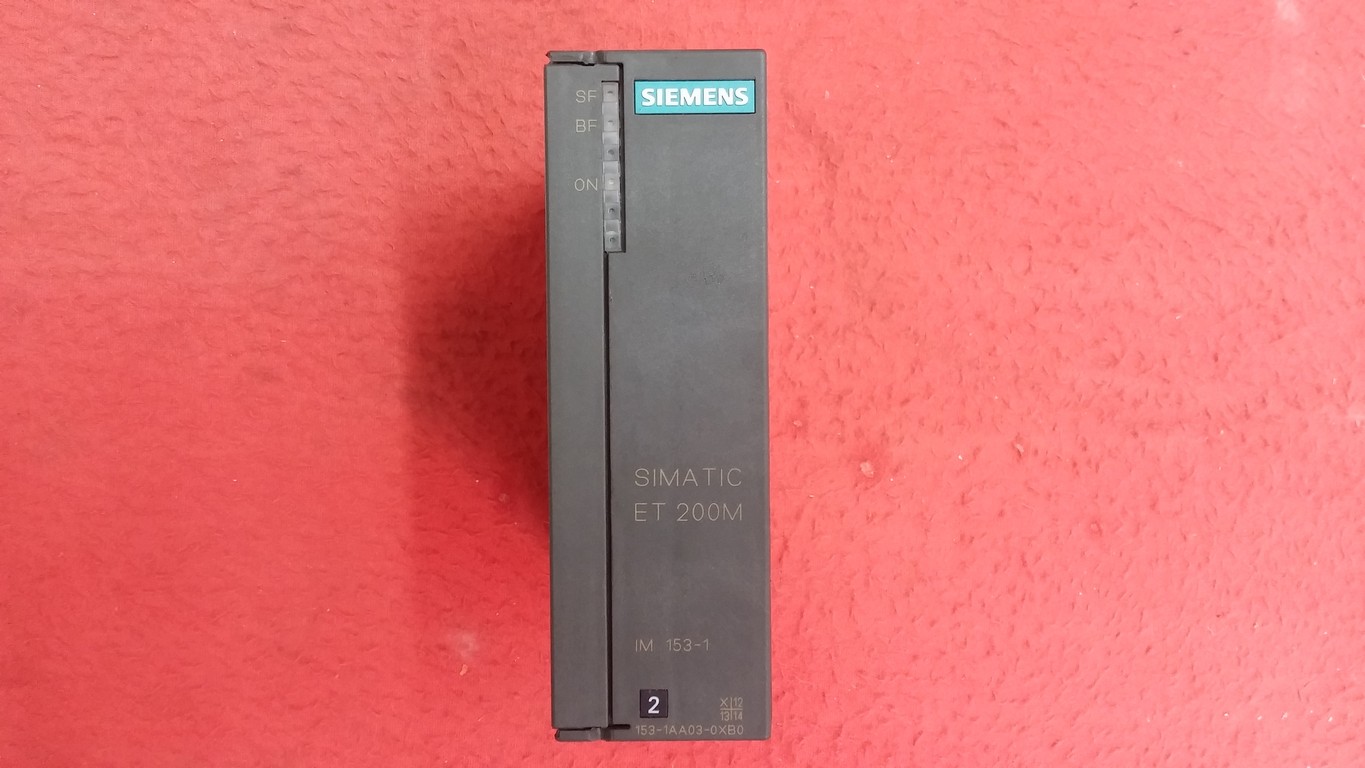 SF
SIEMENS
BF
ON
SIMATIC
ET 200M
IM 153-1
2
X 12
13 14
153-1AA03-0XB0